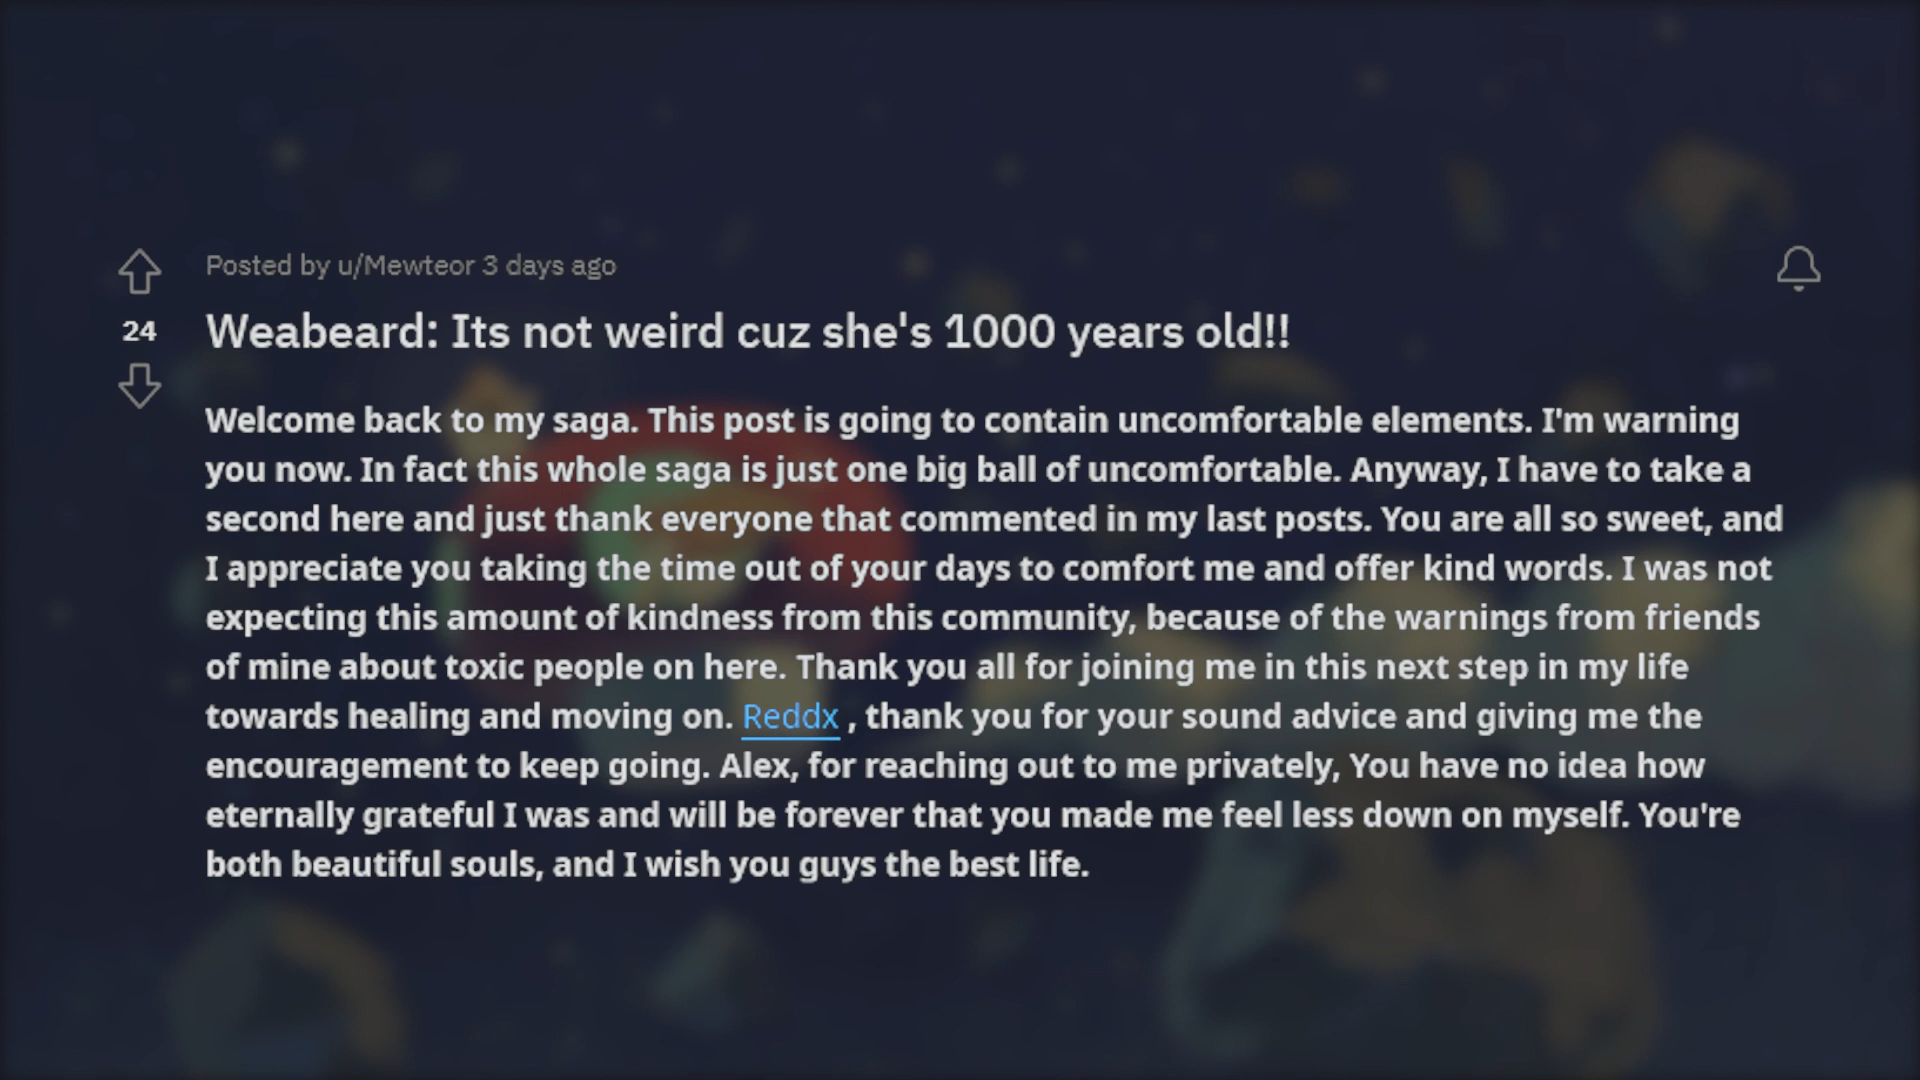 Posted by u/Mewteor 3 days ago
24
Weabeard: Its not weird cuz she's 1000 years old!!
Welcome back to my saga. This post is going to contain uncomfortable elements. I'm warning
you now. In fact this whole saga is just one big ball of uncomfortable. Anyway, I have to take a
second here and just thank everyone that commented in my last posts. You are all so sweet, and
I appreciate you taking the time out of your days to comfort me and offer kind words. I was not
expecting this amount of kindness from this community, because of the warnings from friends
of mine about toxic people on here. Thank you all for joining me in this next step in my life
towards healing and moving on. Reddx , thank you for your sound advice and giving me the
encouragement to keep going. Alex, for reaching out to me privately, You have no idea how
eternally grateful I was and will be forever that you made me feel less down on myself. You're
both beautiful souls, and I wish you guys the best life.